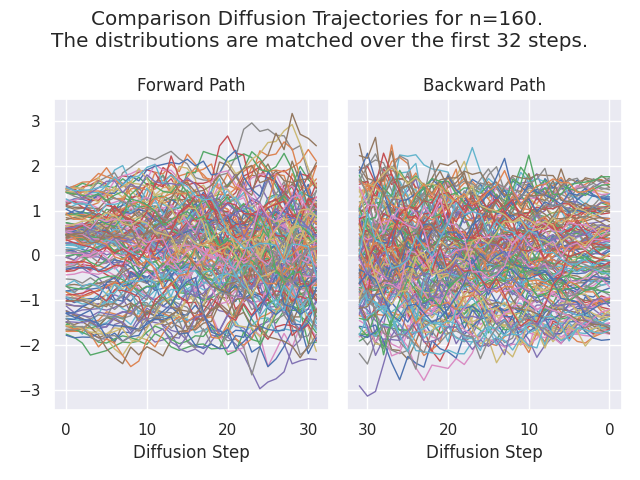 Comparison Diffusion Trajectories for n=160.
The distributions are matched over the first 32 steps.
Forward Path
Backward Path
3
2
1
0
−1
−2
−3
0 10 20 30
30 20 10 0
Diffusion Step
Diffusion Step